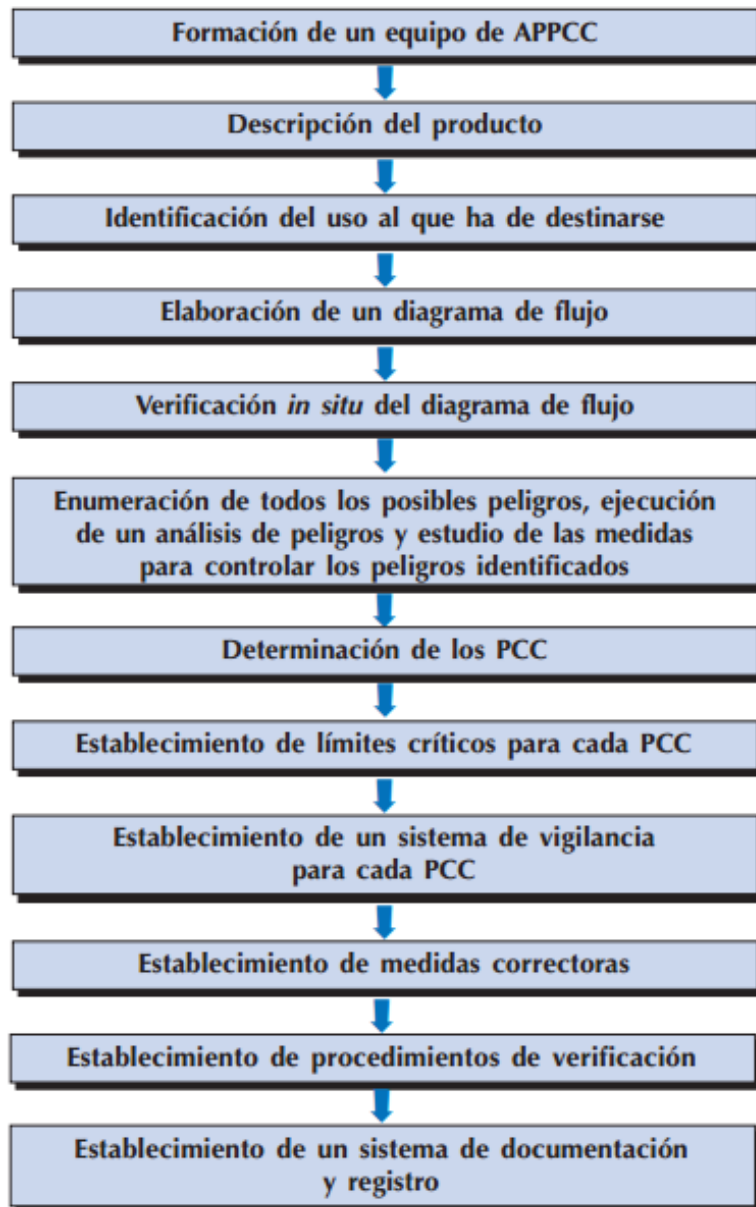 Formación de un equipo de APPCC
Descripción del producto
Identificación del uso al que ha de destinarse
Elaboración de un diagrama de flujo
Verificación in situ del diagrama de flujo
Enumeración de todos los posibles peligros, ejecución
de un análisis de peligros y estudio de las medidas
para controlar los peligros identificados
Determinación de los PCC
Establecimiento de límites críticos para cada PCC
Establecimiento de un sistema de vigilancia
para cada PCC
Establecimiento de medidas correctoras
Establecimiento de procedimientos de verificación
Establecimiento de un sistema de documentación
y registro